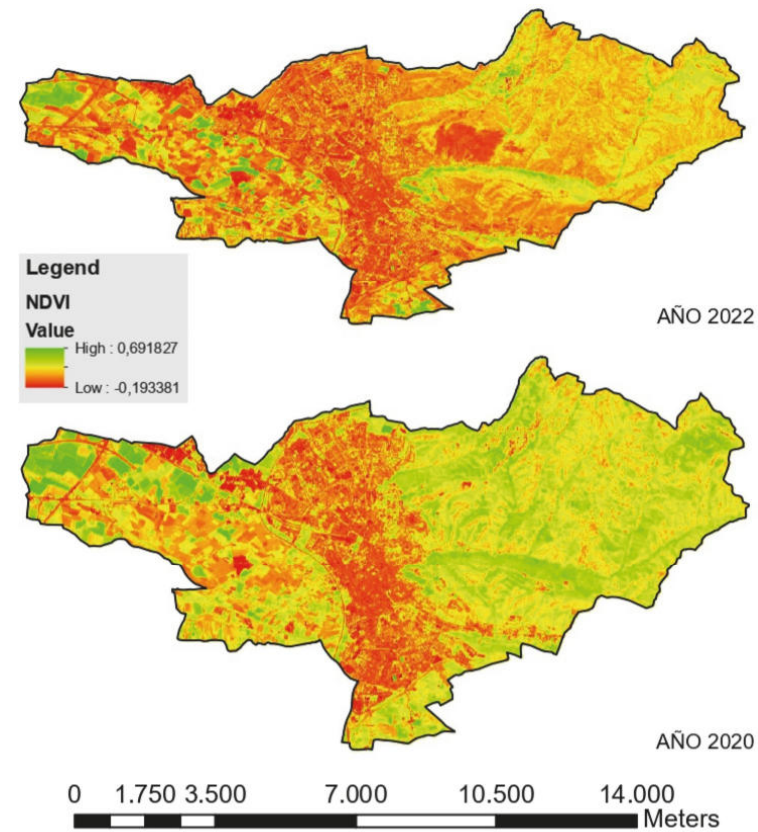 Legend
NDVI
Value
High : 0,691827
Low : -0,193381
AÑO 2022
AÑO 2020
0 1.750 3.500 7.000 10.500 14.000
Meters